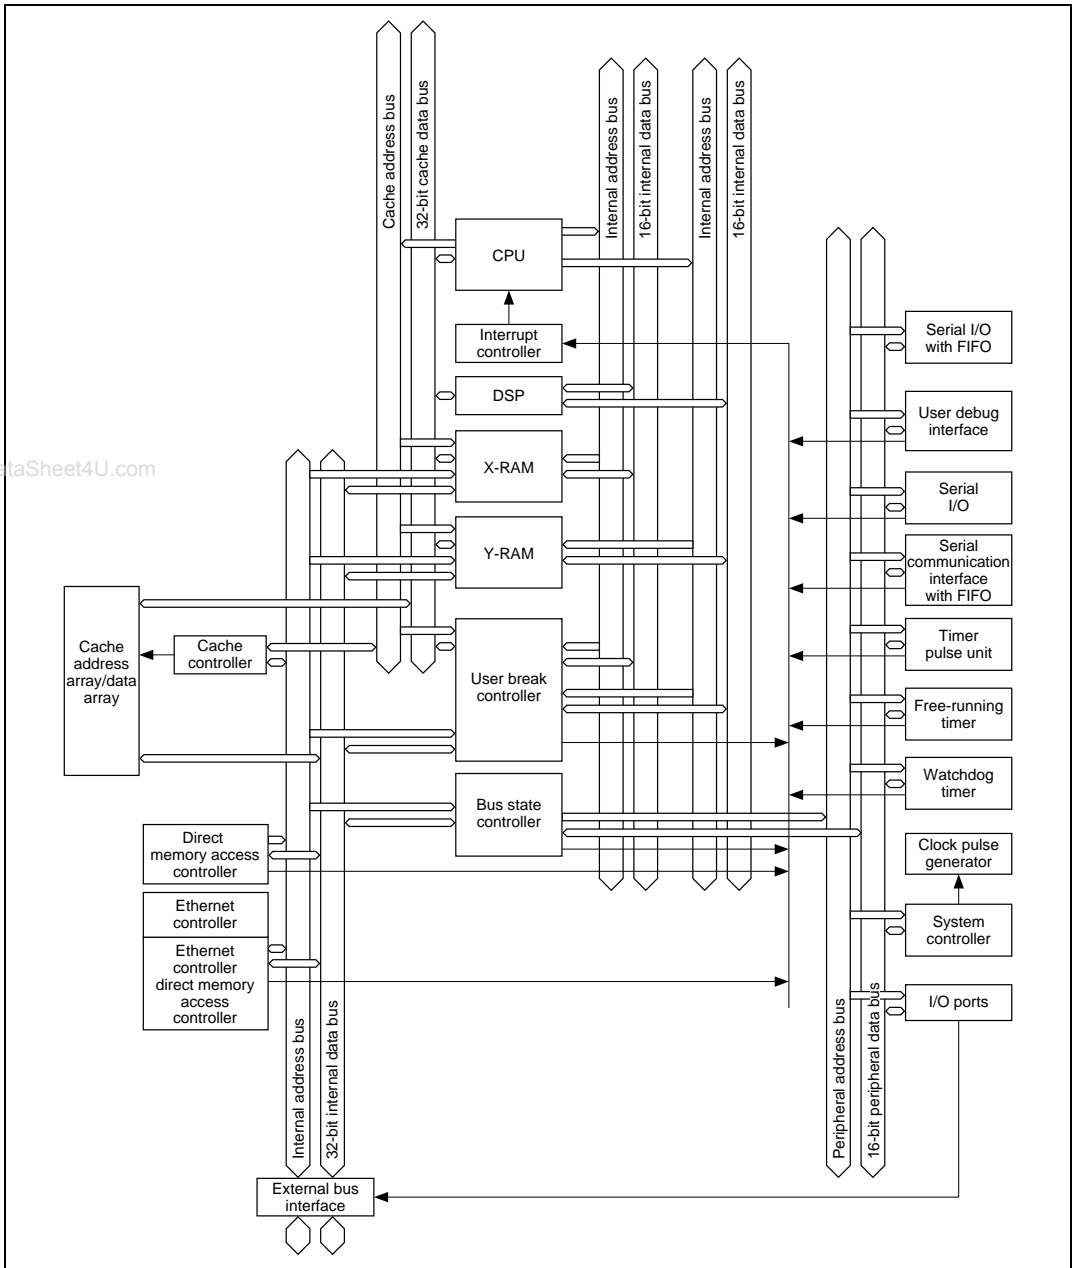 Cache address bus
32-bit cache data bus
Internal address bus
16-bit internal data bus
Internal address bus
16-bit internal data bus
CPU
Interrupt
controller
DSP
X-RAM
Y-RAM
User break
controller
Bus state
controller
Cache
address
array/data
array
Cache
controller
Direct
memory access
controller
Ethernet
controller
Ethernet
controller
direct memory
access
controller
Internal address bus
32-bit internal data bus
External bus
interface
Serial I/O
with FIFO
User debug
interface
Serial
I/O
Serial
communication
interface
with FIFO
Timer
pulse unit
Free-running
timer
Watchdog
timer
Clock pulse
generator
System
controller
I/O ports
Peripheral address bus
16-bit peripheral data bus
taSheet4U.com